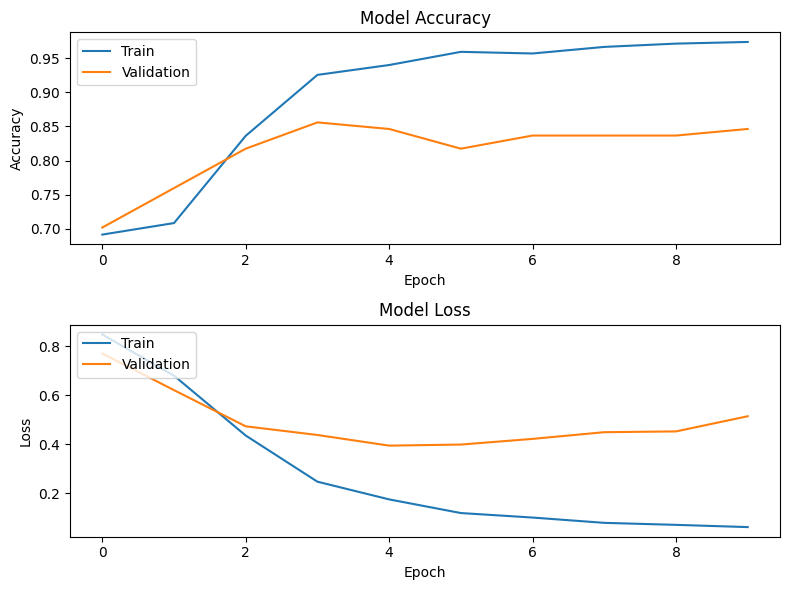 Model Accuracy
Train
Validation
0.95
0.90
0.85
0.80
0.75
0.70
Accuracy
0 2 4 6 8
Epoch
Model Loss
Train
Validation
0.8
0.6
0.4
0.2
Loss
0 2 4 6 8
Epoch